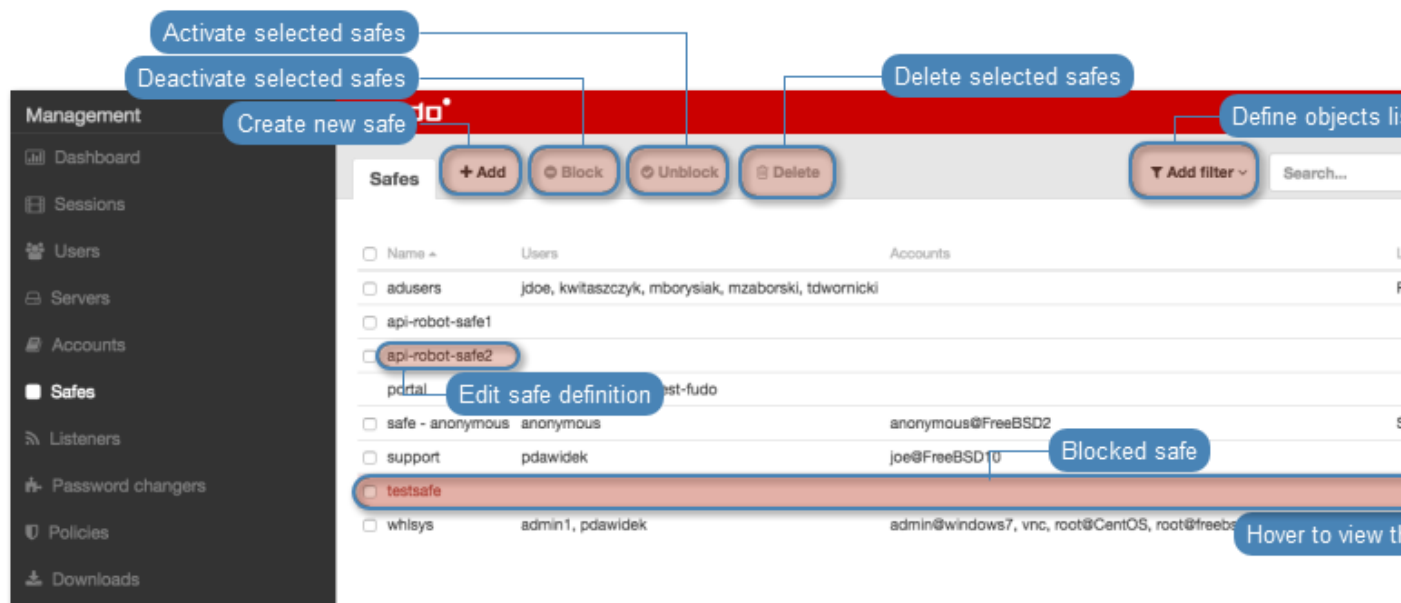 Activate selected safes
Deactivate selected safes
Delete selected safes
Management
Create new safe
Define objects
Dashboard
Safes
+ Add
Block
Unblock
Delete
Add filter
Search...
Sessions
Users
Name
Users
Accounts
adusers
jdoe, kwitaszczyk, mborysiak, mzaborski, tdwornicki
Servers
api-robot-safe1
Accounts
api-robot-safe2
Safes
portal
Edit safe definition
safe - anonymous anonymous anonymous@FreeBSD2
Listeners
support pdawidek joe@FreeBSD10
Blocked safe
Password changers
testsafe
whlsys admin1, pdawidek admin@windows7, vnc, root@CentOS,
Policies
Hover to view
Downloads